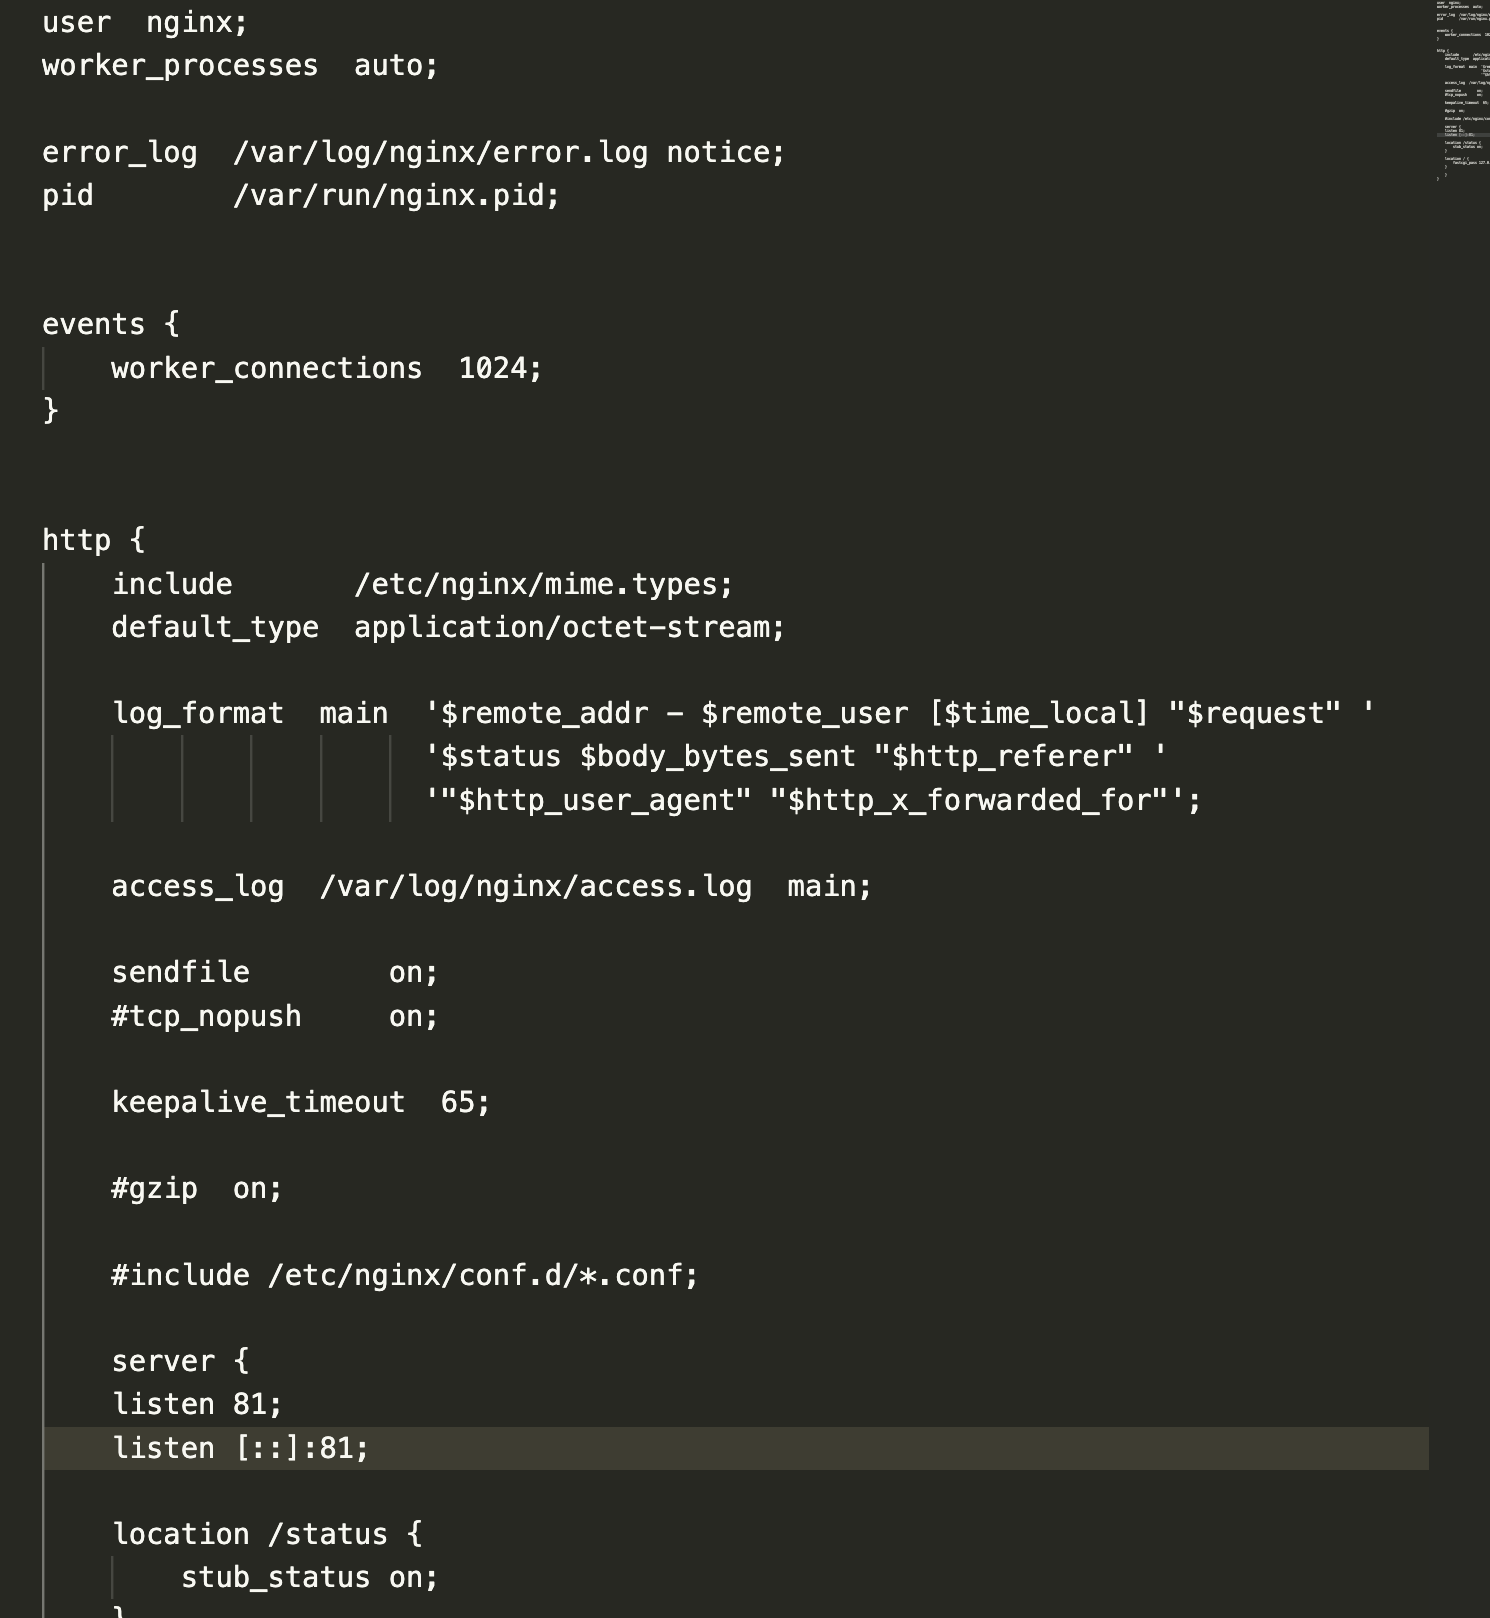 user  nginx;
worker_processes  auto;
error_log  /var/log/nginx/error.log notice;
pid        /var/run/nginx.pid;
events {
    worker_connections  1024;
}
http {
    include       /etc/nginx/mime.types;
    default_type  application/octet-stream;
    log_format  main  '$remote_addr - $remote_user [$time_local] "$request" '
                      '$status $body_bytes_sent "$http_referer" '
                      '"$http_user_agent" "$http_x_forwarded_for"';
    access_log  /var/log/nginx/access.log  main;
    sendfile        on;
    #tcp_nopush     on;
    keepalive_timeout  65;
    #gzip  on;
    #include /etc/nginx/conf.d/*.conf;
    server {
    listen 81;
    listen [::]:81;
    location /status {
        stub_status on;
    }